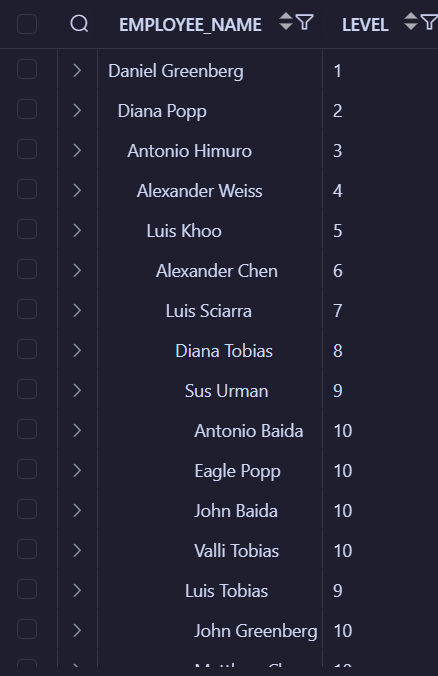 EMPLOYEE_NAME LEVEL
Daniel Greenberg 1
Diana Popp 2
Antonio Himuro 3
Alexander Weiss 4
Luis Khoo 5
Alexander Chen 6
Luis Sciarra 7
Diana Tobias 8
Sus Urman 9
Antonio Baida 10
Eagle Popp 10
John Baida 10
Valli Tobias 10
Luis Tobias 9
John Greenberg 10